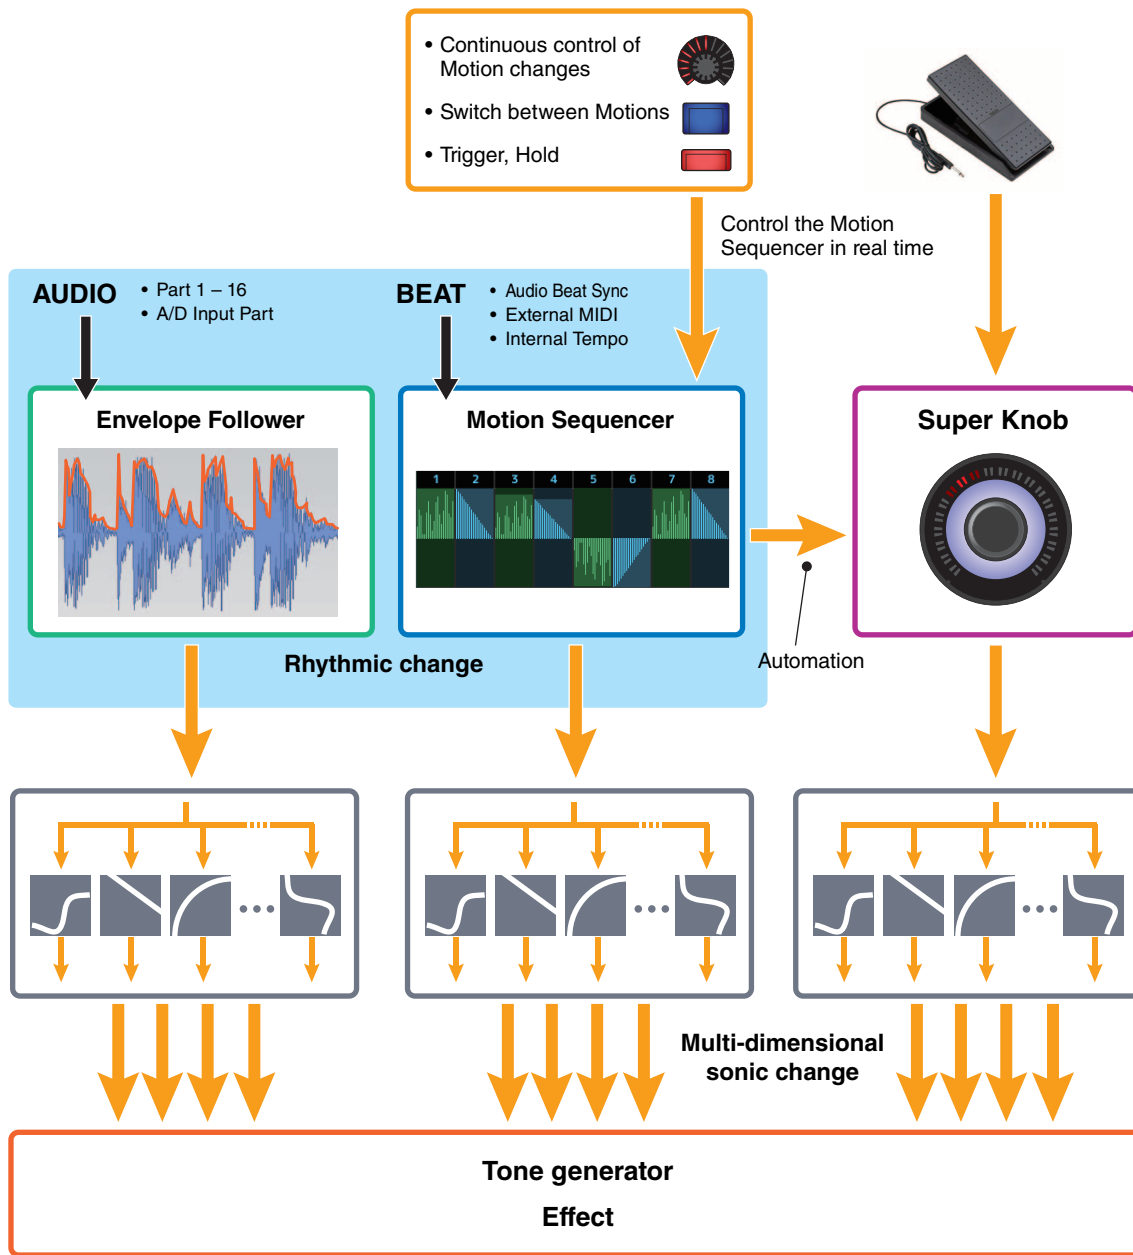 • Continuous control of
Motion changes
• Switch between Motions
• Trigger, Hold
Control the Motion
Sequencer in real time
AUDIO
• Part 1 – 16
• A/D Input Part
BEAT
• Audio Beat Sync
• External MIDI
• Internal Tempo
Envelope Follower
Motion Sequencer
1 2 3 4 5 6 7 8
Super Knob
Automation
Rhythmic change
Multi-dimensional
sonic change
Tone generator
Effect